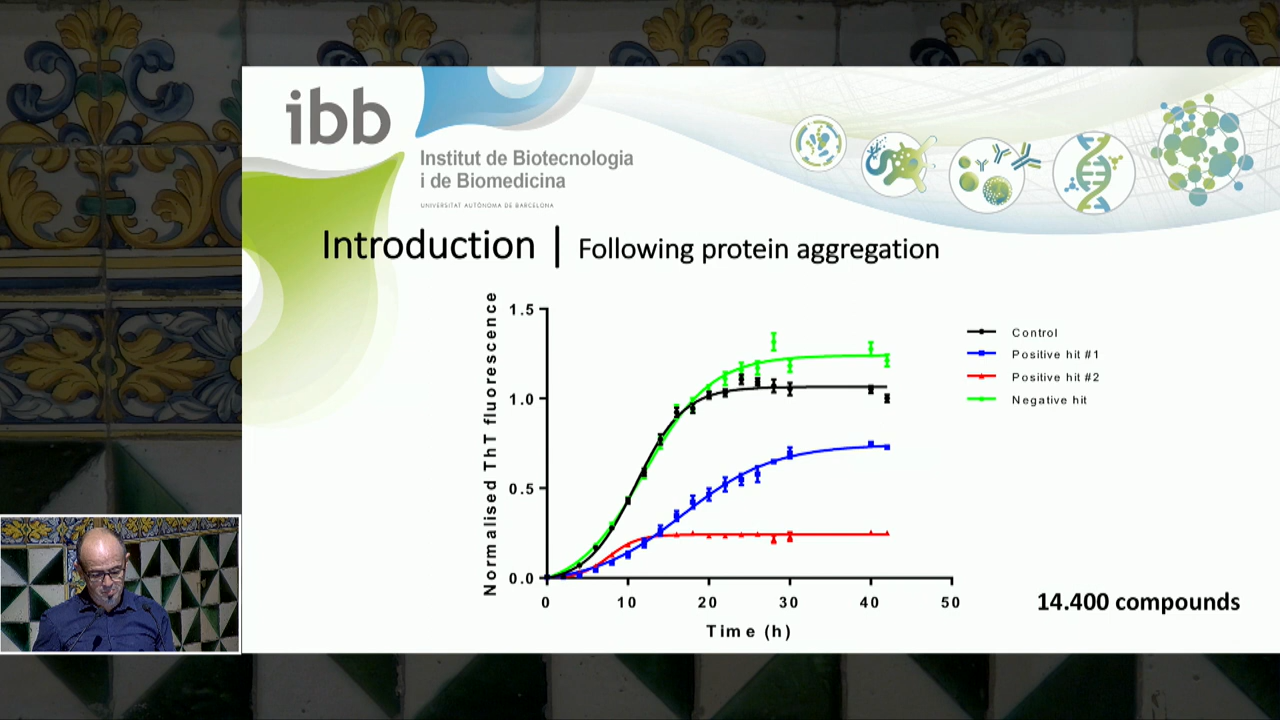 ibb
Institut de Biotecnologia
i de Biomedicina
UNIVERSITAT AUTÒNOMA DE BARCELONA
Introduction | Following protein aggregation
Normalised ThT fluorescence
1.5
1.0
0.5
0.0
0 10 20 30 40 50
Time (h)
Control
Positive hit #1
Positive hit #2
Negative hit
14.400 compounds